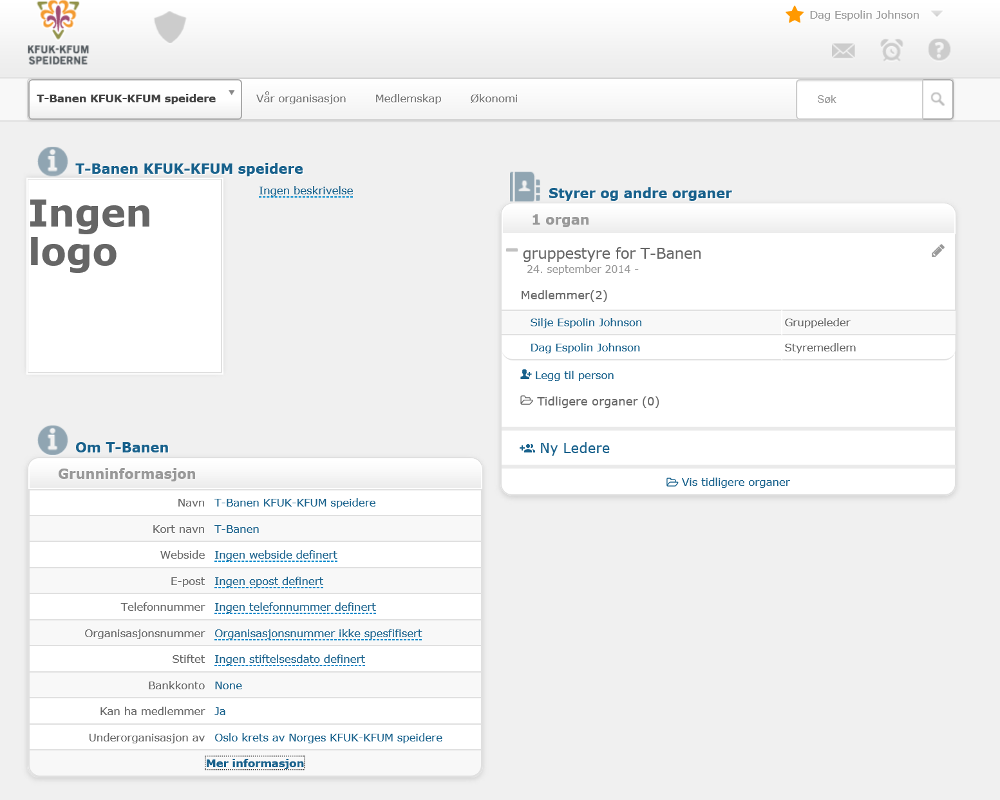 KFUK-KFUM
SPEIDERNE
Dag Espolin Johnson
T-Banen KFUK-KFUM speidere
Vår organisasjon
Medlemskap
Økonomi
Søk
T-Banen KFUK-KFUM speidere
Ingen
logo
Ingen beskrivelse
Om T-Banen
Grunninformasjon
Navn T-Banen KFUK-KFUM speidere
Kort navn T-Banen
Webside Ingen webside definert
E-post Ingen epost definert
Telefonnummer Ingen telefonnummer definert
Organisasjonsnummer Organisasjonsnummer ikke spesfifisert
Stiftet Ingen stiftelsesdato definert
Bankkonto None
Kan ha medlemmer Ja
Underorganisasjon av Oslo krets av Norges KFUK-KFUM speidere
Mer informasjon
Styrer og andre organer
1 organ
gruppestyre for T-Banen
24. september 2014 -
Medlemmer(2)
Silje Espolin Johnson Gruppeleder
Dag Espolin Johnson Styremedlem
Legg til person
Tidligere organer (0)
Ny Ledere
Vis tidligere organer